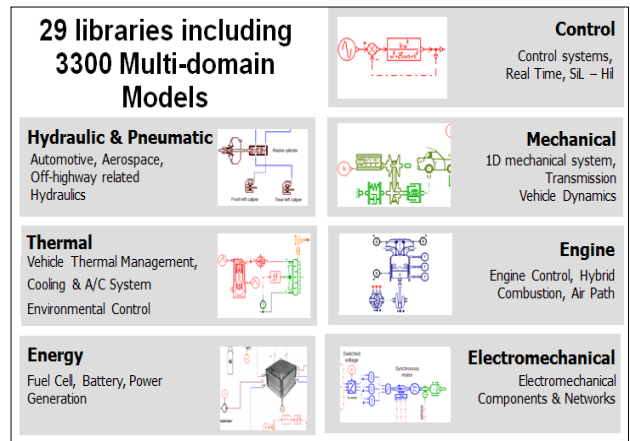 29 libraries including
3300 Multi-domain
Models
Control
Control systems,
Real Time, SiL – Hil
Hydraulic & Pneumatic
Automotive, Aerospace,
Off-highway related
Hydraulics
Master cylinder
Front left caliper
Rear left caliper
Mechanical
1D mechanical system,
Transmission
Vehicle Dynamics
Thermal
Vehicle Thermal Management,
Cooling & A/C System
Environmental Control
Engine
Engine Control, Hybrid
Combustion, Air Path
Energy
Fuel Cell, Battery, Power
Generation
Switched
voltage
Synchronous
motor
Electromechanical
Electromechanical
Components & Networks